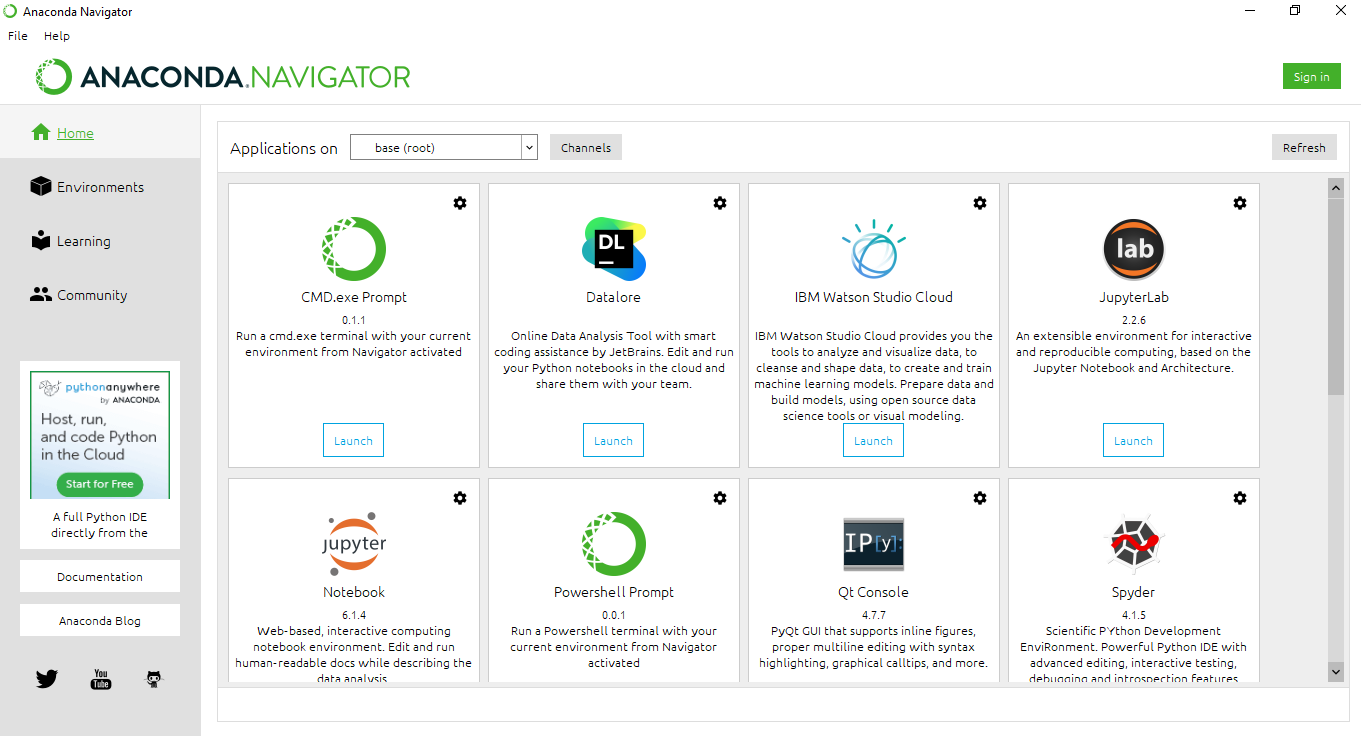 Anaconda Navigator
File Help
ANACONDA.NAVIGATOR
Sign in
Home
Environments
Learning
Community
pythonanywhere
by ANACONDA
Host, run,
and code Python
in the Cloud
Start for Free
A full Python IDE
directly from the
Documentation
Anaconda Blog
You
Tube
Applications on
base (root)
Channels
Refresh
CMD.exe Prompt
0.1.1
Run a cmd.exe terminal with your current
environment from Navigator activated
Launch
DL
Datalore
Online Data Analysis Tool with smart
coding assistance by JetBrains. Edit and run
your Python notebooks in the cloud and
share them with your team.
Launch
IBM Watson Studio Cloud
IBM Watson Studio Cloud provides you the
tools to analyze and visualize data, to
cleanse and shape data, to create and train
machine learning models. Prepare data and
build models, using open source data
science tools or visual modeling.
Launch
lab
JupyterLab
2.2.6
An extensible environment for interactive
and reproducible computing, based on the
Jupyter Notebook and Architecture.
Launch
jupyter
Notebook
6.1.4
Web-based, interactive computing
notebook environment. Edit and run
human-readable docs while describing the
data analysis.
Powershell Prompt
0.0.1
Run a Powershell terminal with your
current environment from Navigator
activated
IP[y]:
Qt Console
4.7.7
PyQt GUI that supports inline figures,
proper multiline editing with syntax
highlighting, graphical calltips, and more.
Spyder
4.1.5
Scientific PYthon Development
EnviRonment. Powerful Python IDE with
advanced editing, interactive testing,
debugging and introspection features